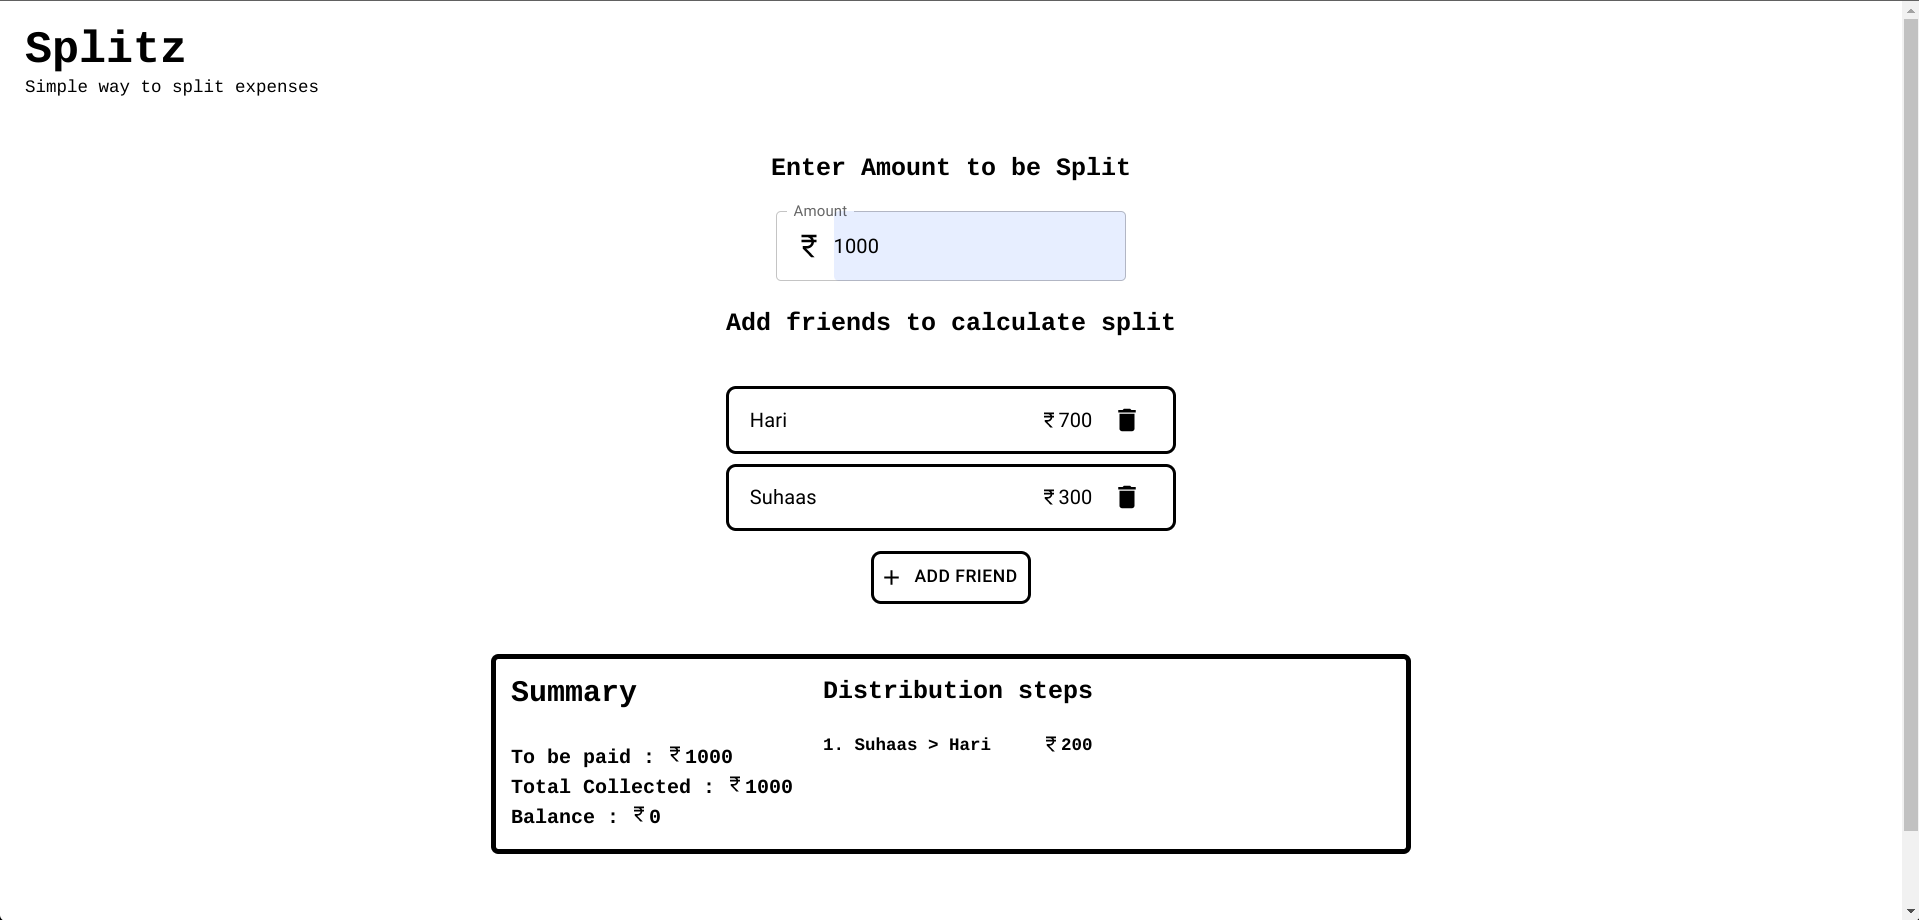 Splitz
Simple way to split expenses
Enter Amount to be Split
Amount
₹ 1000
Add friends to calculate split
Hari ₹ 700
Suhaas ₹ 300
+ ADD FRIEND
Summary
To be paid : ₹ 1000
Total Collected : ₹ 1000
Balance : ₹ 0
Distribution steps
1. Suhaas > Hari ₹ 200